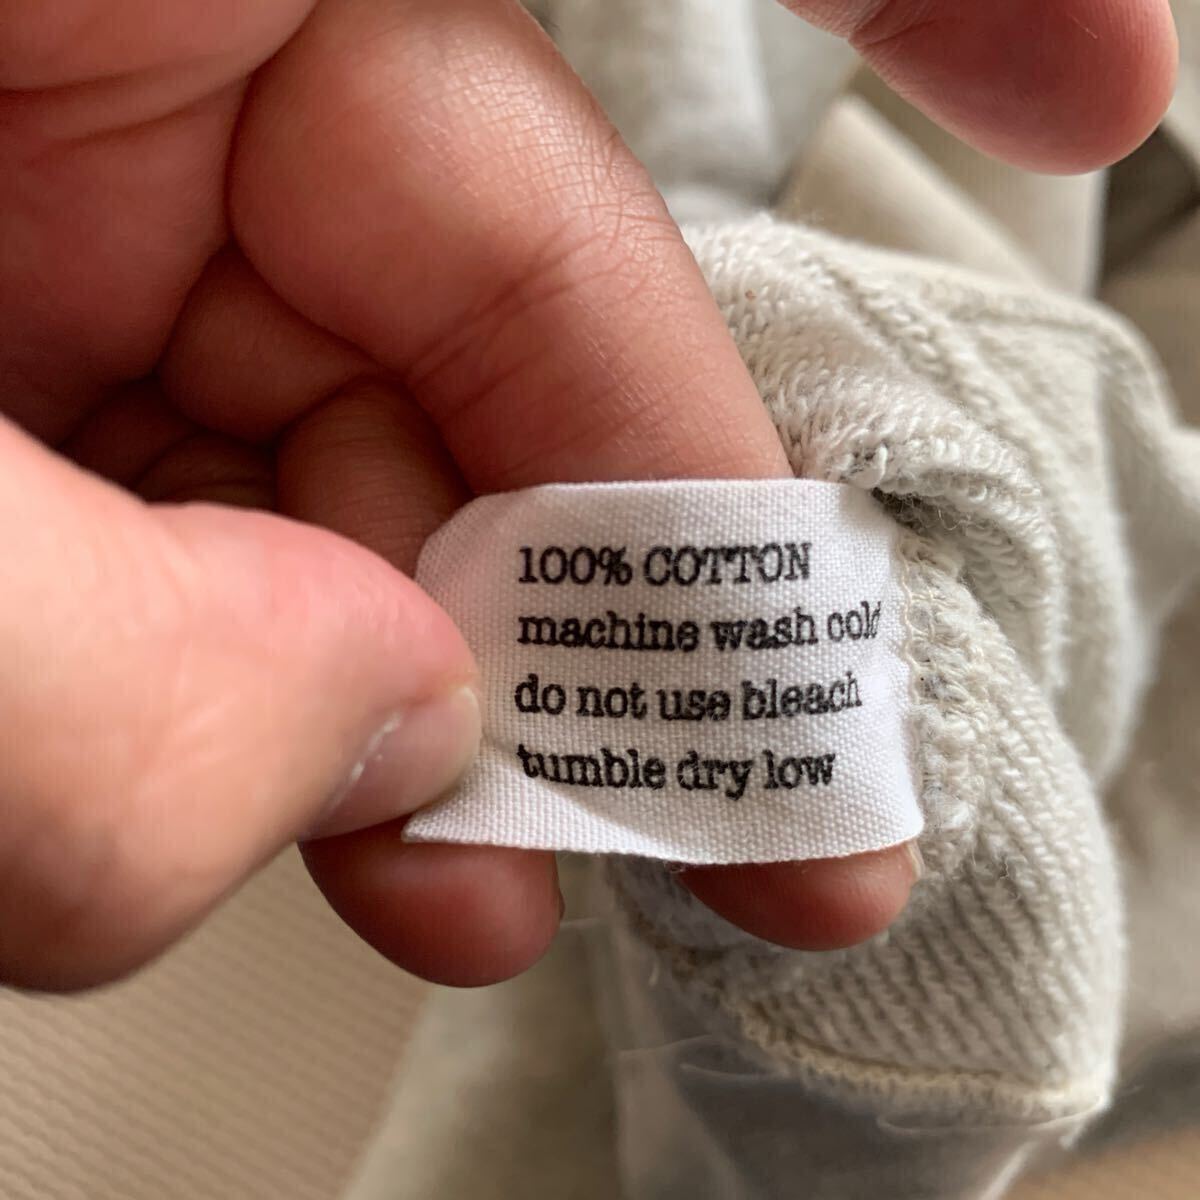 100% COTTON
machine wash cold
do not use bleach
tumble dry low